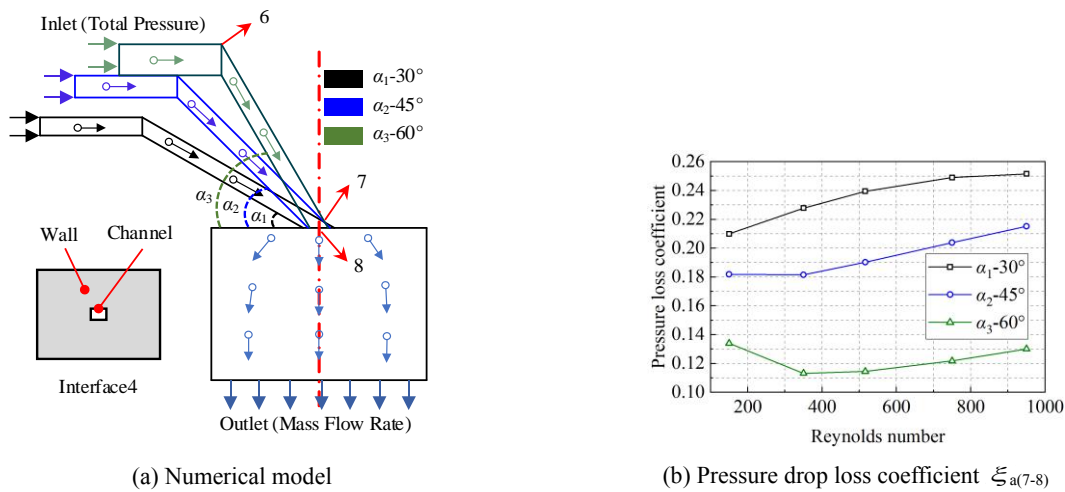 Inlet (Total Pressure)
6
α1-30°
α2-45°
α3-60°
α3
α2
α1
7
8
Wall
Channel
Interface4
Outlet (Mass Flow Rate)
(a) Numerical model
Pressure loss coefficient
0.26
0.24
0.22
0.20
0.18
0.16
0.14
0.12
0.10
α1-30°
α2-45°
α3-60°
200 400 600 800 1000
Reynolds number
(b) Pressure drop loss coefficient ξa(7-8)